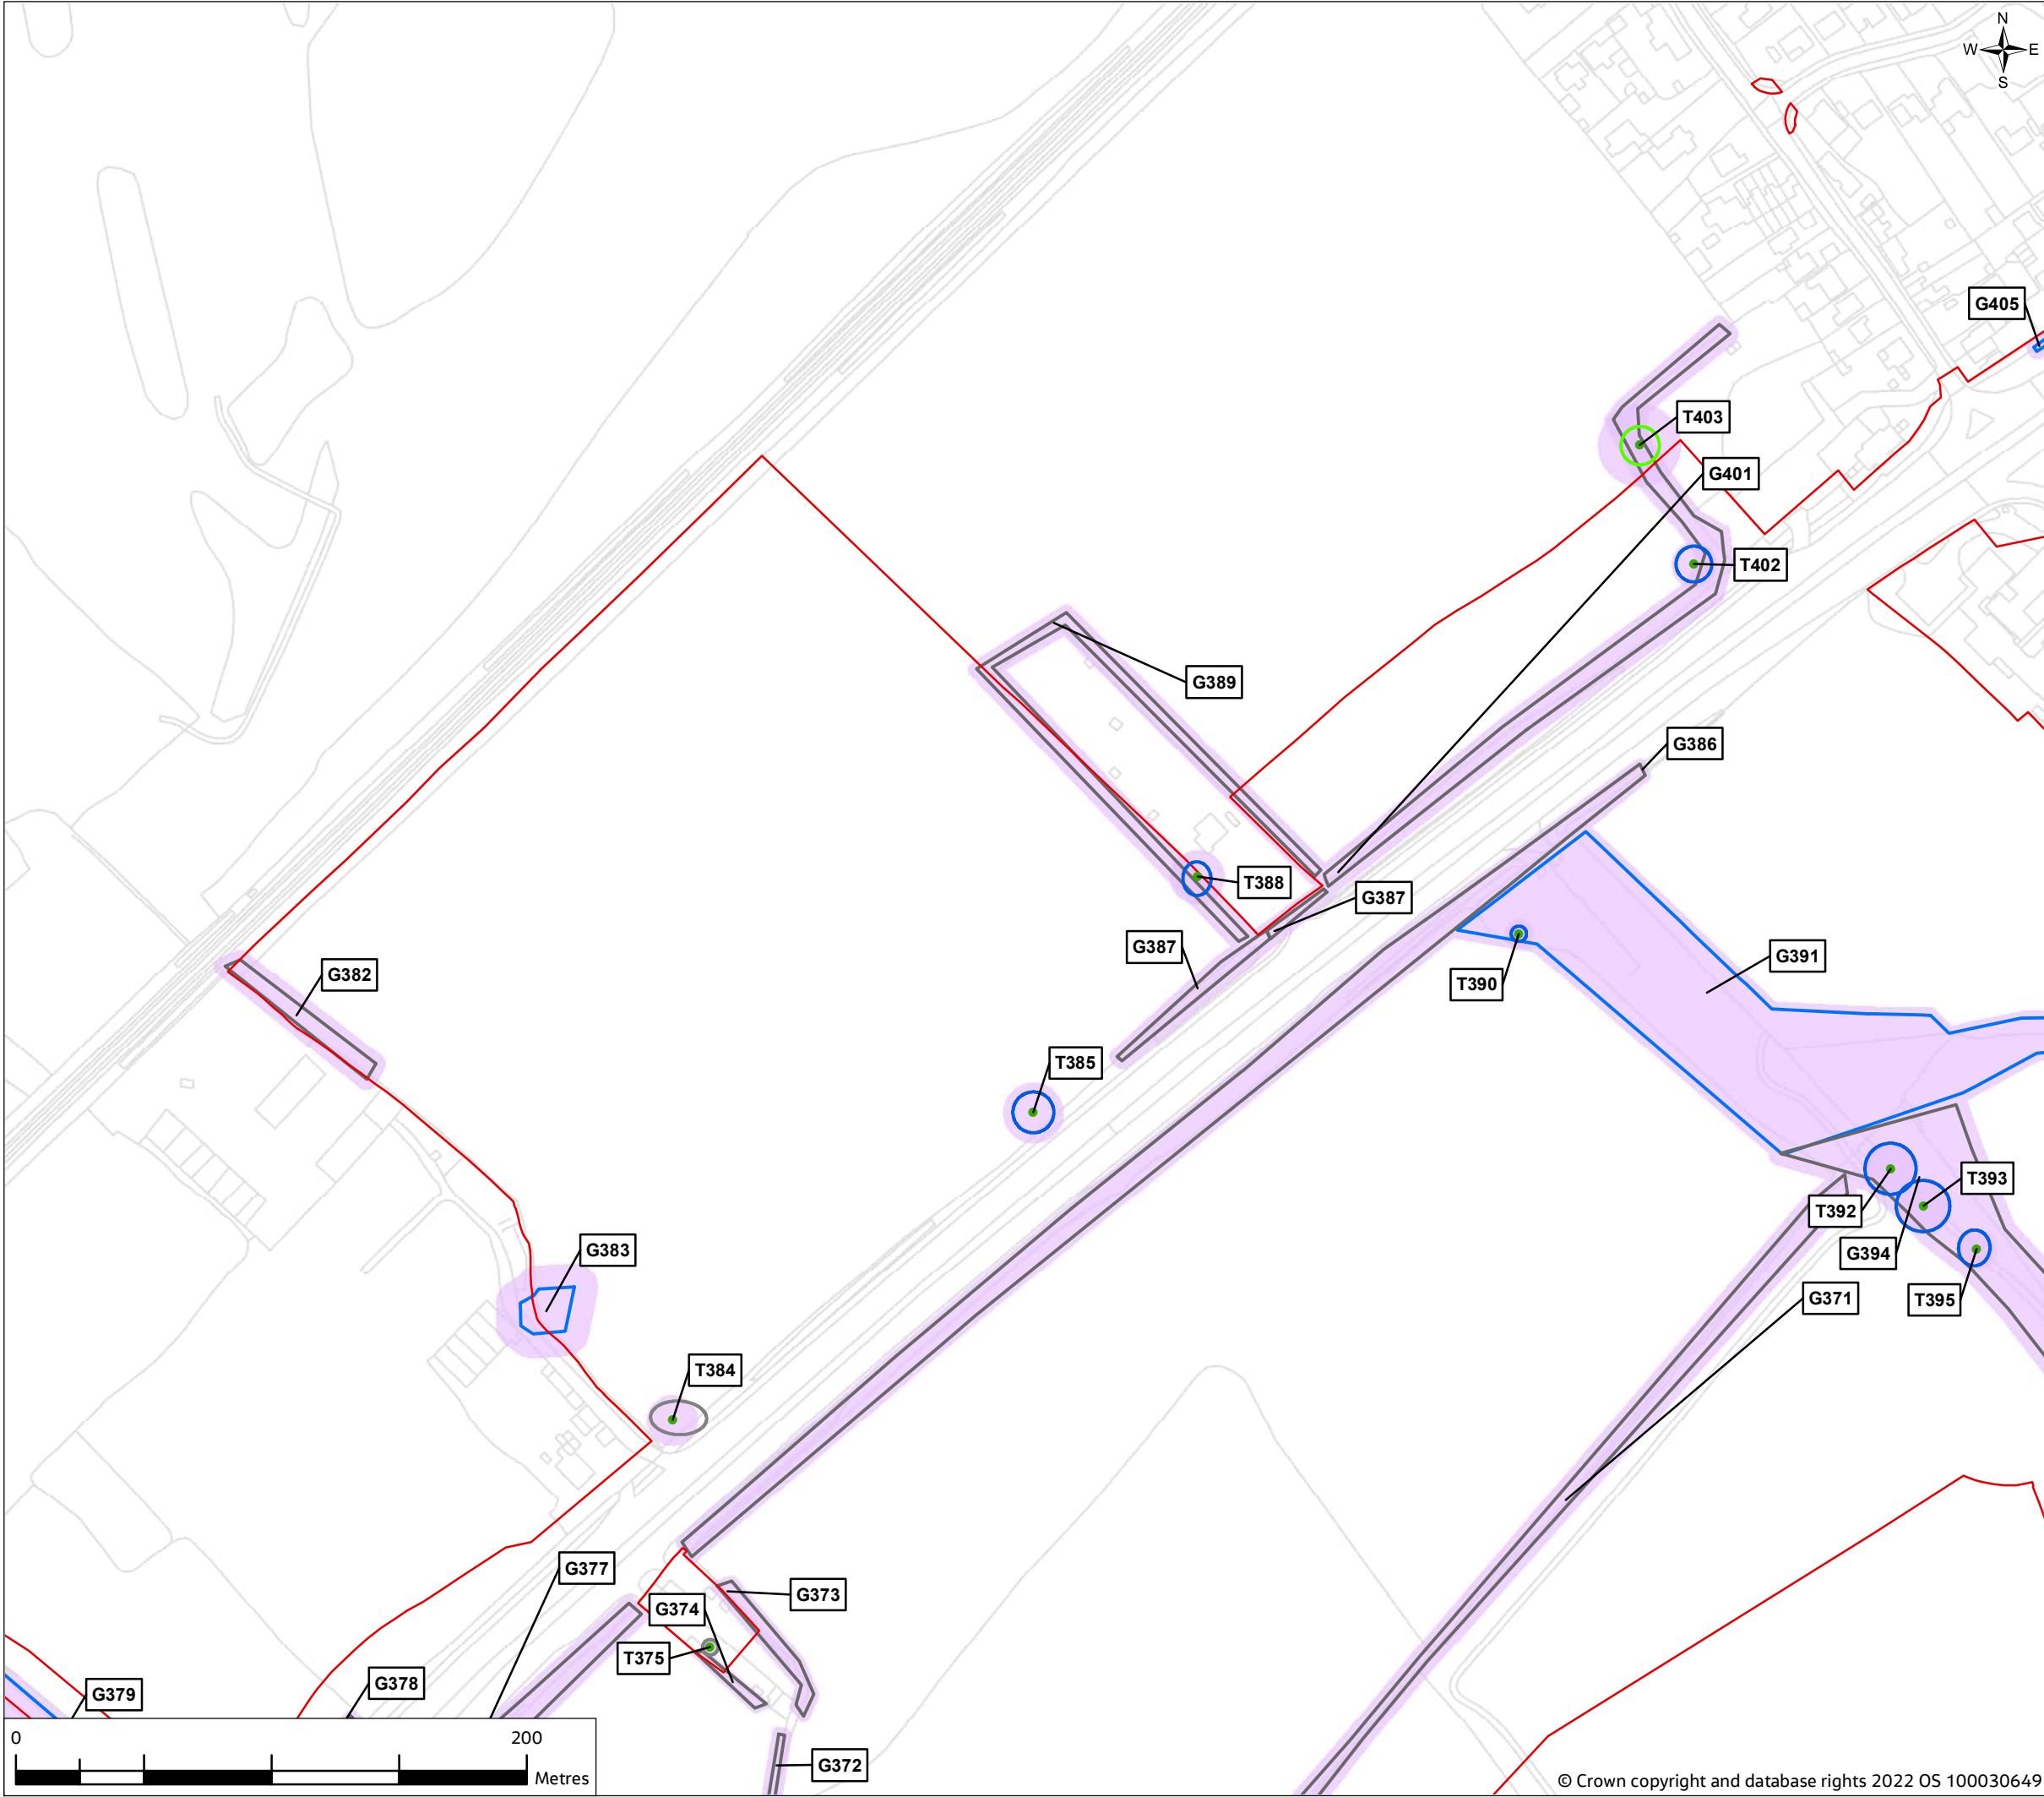 N
W E
S
G405
T403
G401
T402
G389
G386
T388
G387
G387
G391
G382
T390
T385
T393
T392
G383
G394
G371
T395
T384
G377
G373
G374
T375
G378
G379
G372
0 200
Metres
© Crown copyright and database rights 2022 OS 100030649